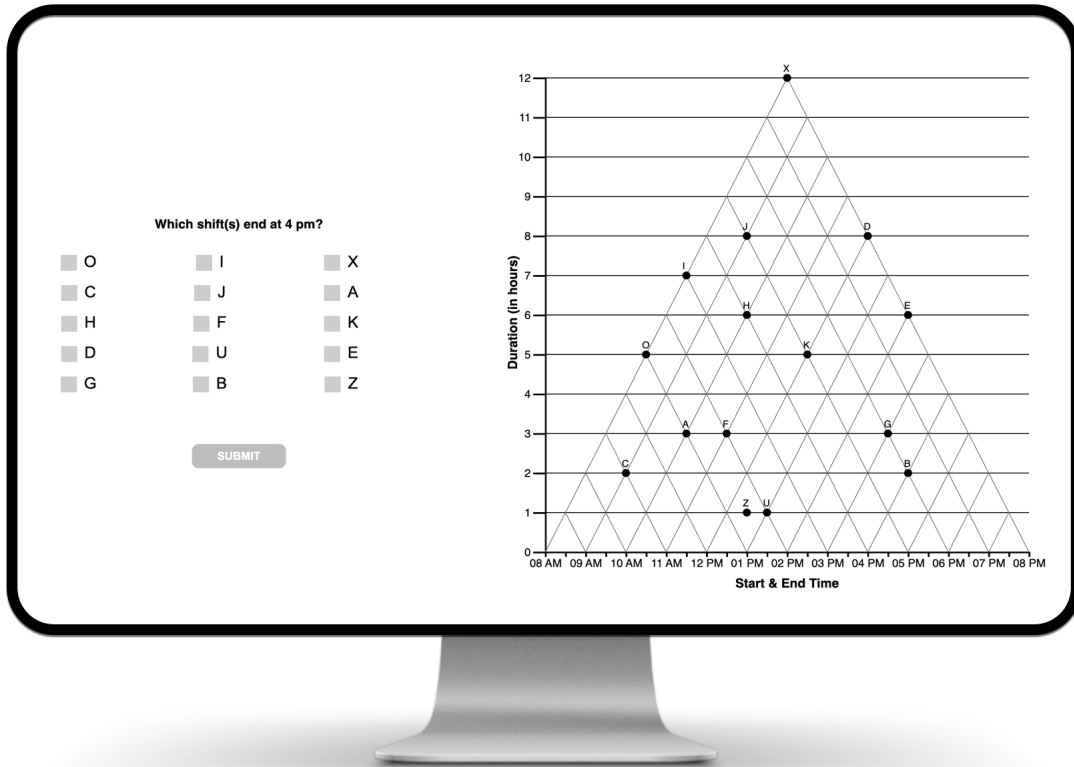 Which shift(s) end at 4 pm?
O I X
C J A
H F K
D U E
G B Z
SUBMIT
Duration (in hours)
12
11
10
9
8
7
6
5
4
3
2
1
0
X
J D
I
H E
O K
A F G
C B
Z U
08 AM 09 AM 10 AM 11 AM 12 PM 01 PM 02 PM 03 PM 04 PM 05 PM 06 PM 07 PM 08 PM
Start & End Time